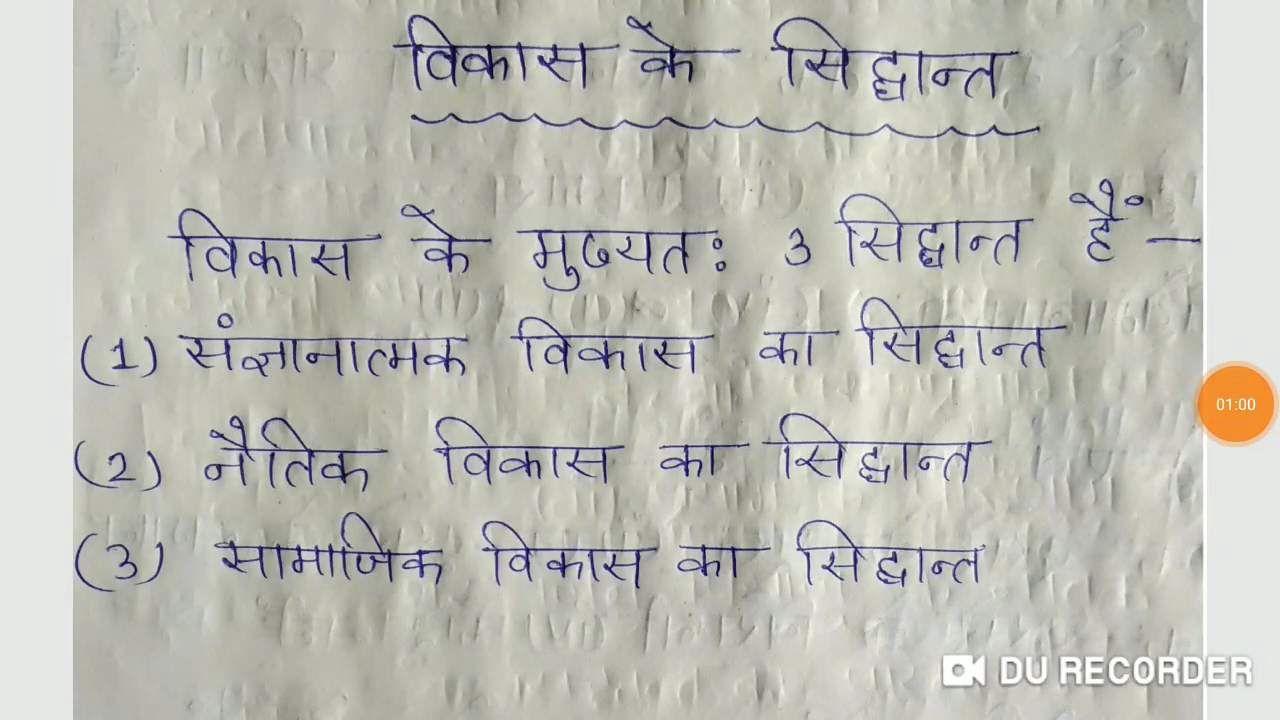 विकास के सिद्धान्त
विकास के मुख्यतः 3 सिद्धान्त हैं -
(1) संज्ञानात्मक विकास का सिद्धान्त
01:00
(2) नैतिक विकास का सिद्धान्त
(3) सामाजिक विकास का सिद्धान्त
DU RECORDER